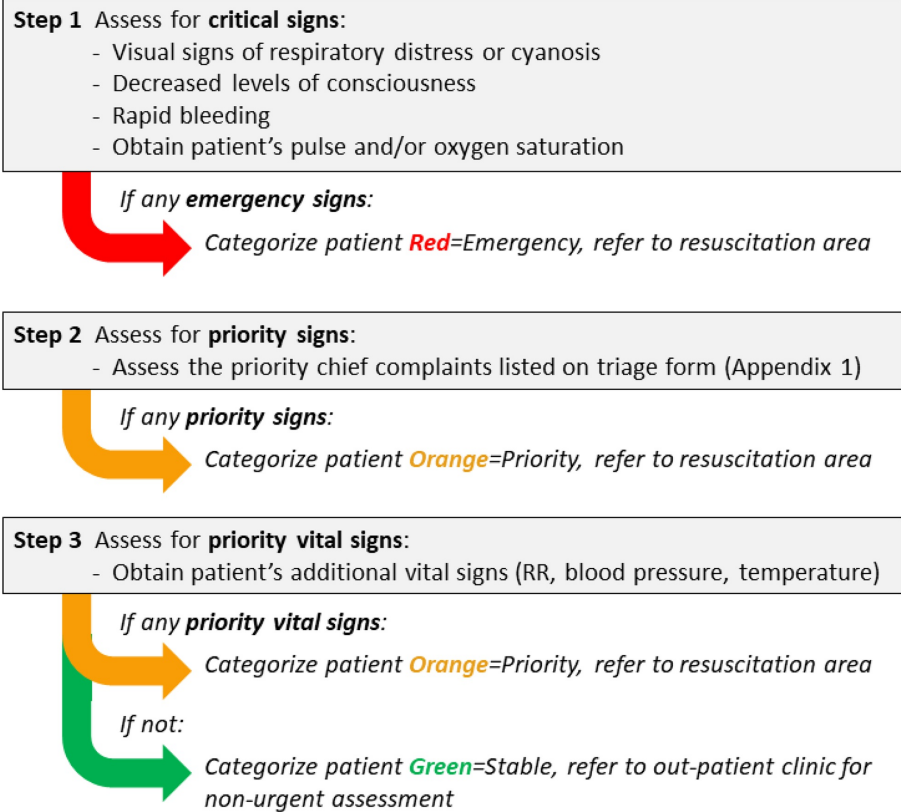 Step 1 Assess for critical signs:
- Visual signs of respiratory distress or cyanosis
- Decreased levels of consciousness
- Rapid bleeding
- Obtain patient’s pulse and/or oxygen saturation
If any emergency signs:
Categorize patient Red=Emergency, refer to resuscitation area
Step 2 Assess for priority signs:
- Assess the priority chief complaints listed on triage form (Appendix 1)
If any priority signs:
Categorize patient Orange=Priority, refer to resuscitation area
Step 3 Assess for priority vital signs:
- Obtain patient’s additional vital signs (RR, blood pressure, temperature)
If any priority vital signs:
Categorize patient Orange=Priority, refer to resuscitation area
If not:
Categorize patient Green=Stable, refer to out-patient clinic for
non-urgent assessment